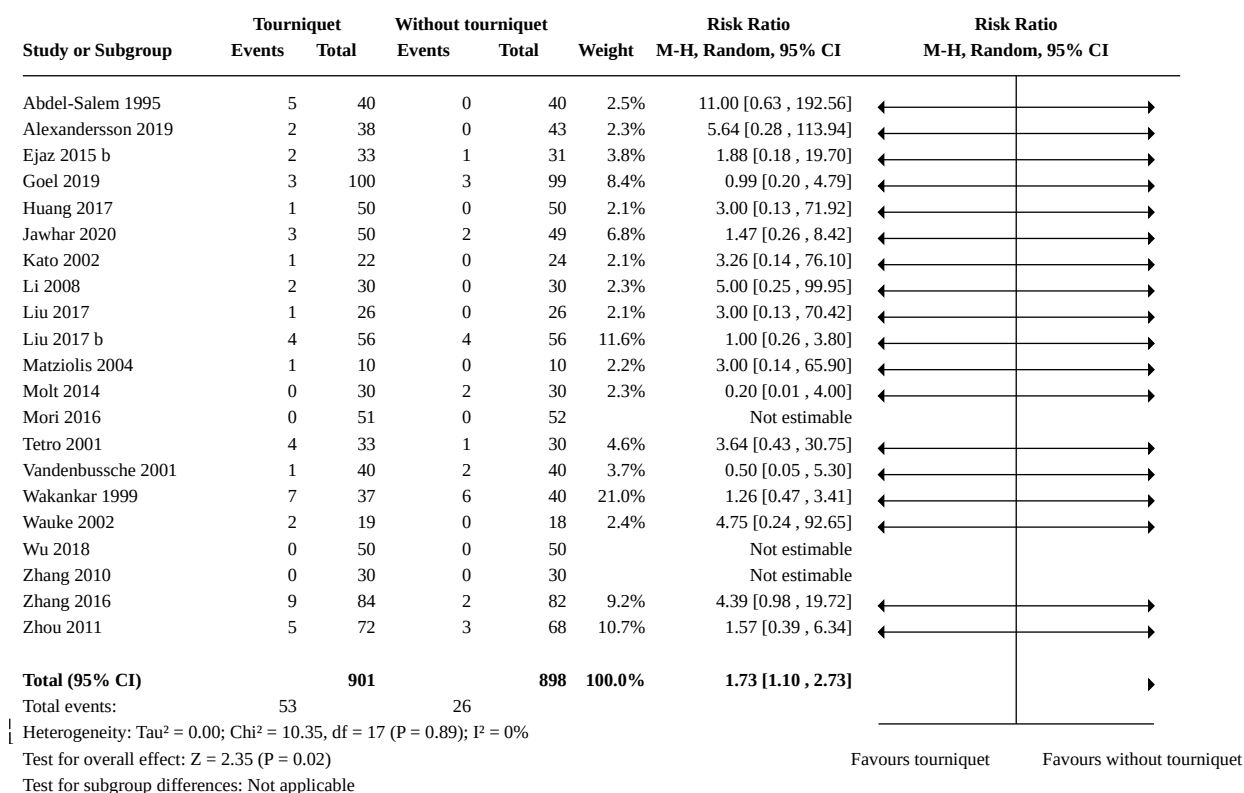 Tourniquet Without tourniquet Risk Ratio Risk Ratio
Study or Subgroup Events Total Events Total Weight M-H, Random, 95% CI M-H, Random, 95% CI
Abdel-Salem 1995 5 40 0 40 2.5% 11.00 [0.63 , 192.56]
Alexandersson 2019 2 38 0 43 2.3% 5.64 [0.28 , 113.94]
Ejaz 2015 b 2 33 1 31 3.8% 1.88 [0.18 , 19.70]
Goel 2019 3 100 3 99 8.4% 0.99 [0.20 , 4.79]
Huang 2017 1 50 0 50 2.1% 3.00 [0.13 , 71.92]
Jawhar 2020 3 50 2 49 6.8% 1.47 [0.26 , 8.42]
Kato 2002 1 22 0 24 2.1% 3.26 [0.14 , 76.10]
Li 2008 2 30 0 30 2.3% 5.00 [0.25 , 99.95]
Liu 2017 1 26 0 26 2.1% 3.00 [0.13 , 70.42]
Liu 2017 b 4 56 4 56 11.6% 1.00 [0.26 , 3.80]
Matziolis 2004 1 10 0 10 2.2% 3.00 [0.14 , 65.90]
Molt 2014 0 30 2 30 2.3% 0.20 [0.01 , 4.00]
Mori 2016 0 51 0 52 Not estimable
Tetro 2001 4 33 1 30 4.6% 3.64 [0.43 , 30.75]
Vandenbussche 2001 1 40 2 40 3.7% 0.50 [0.05 , 5.30]
Wakankar 1999 7 37 6 40 21.0% 1.26 [0.47 , 3.41]
Wauke 2002 2 19 0 18 2.4% 4.75 [0.24 , 92.65]
Wu 2018 0 50 0 50 Not estimable
Zhang 2010 0 30 0 30 Not estimable
Zhang 2016 9 84 2 82 9.2% 4.39 [0.98 , 19.72]
Zhou 2011 5 72 3 68 10.7% 1.57 [0.39 , 6.34]
Total (95% CI) 901 898 100.0% 1.73 [1.10 , 2.73]
Total events: 53 26
Heterogeneity: Tau² = 0.00; Chi² = 10.35, df = 17 (P = 0.89); I² = 0%
Test for overall effect: Z = 2.35 (P = 0.02) Favours tourniquet Favours without tourniquet
Test for subgroup differences: Not applicable